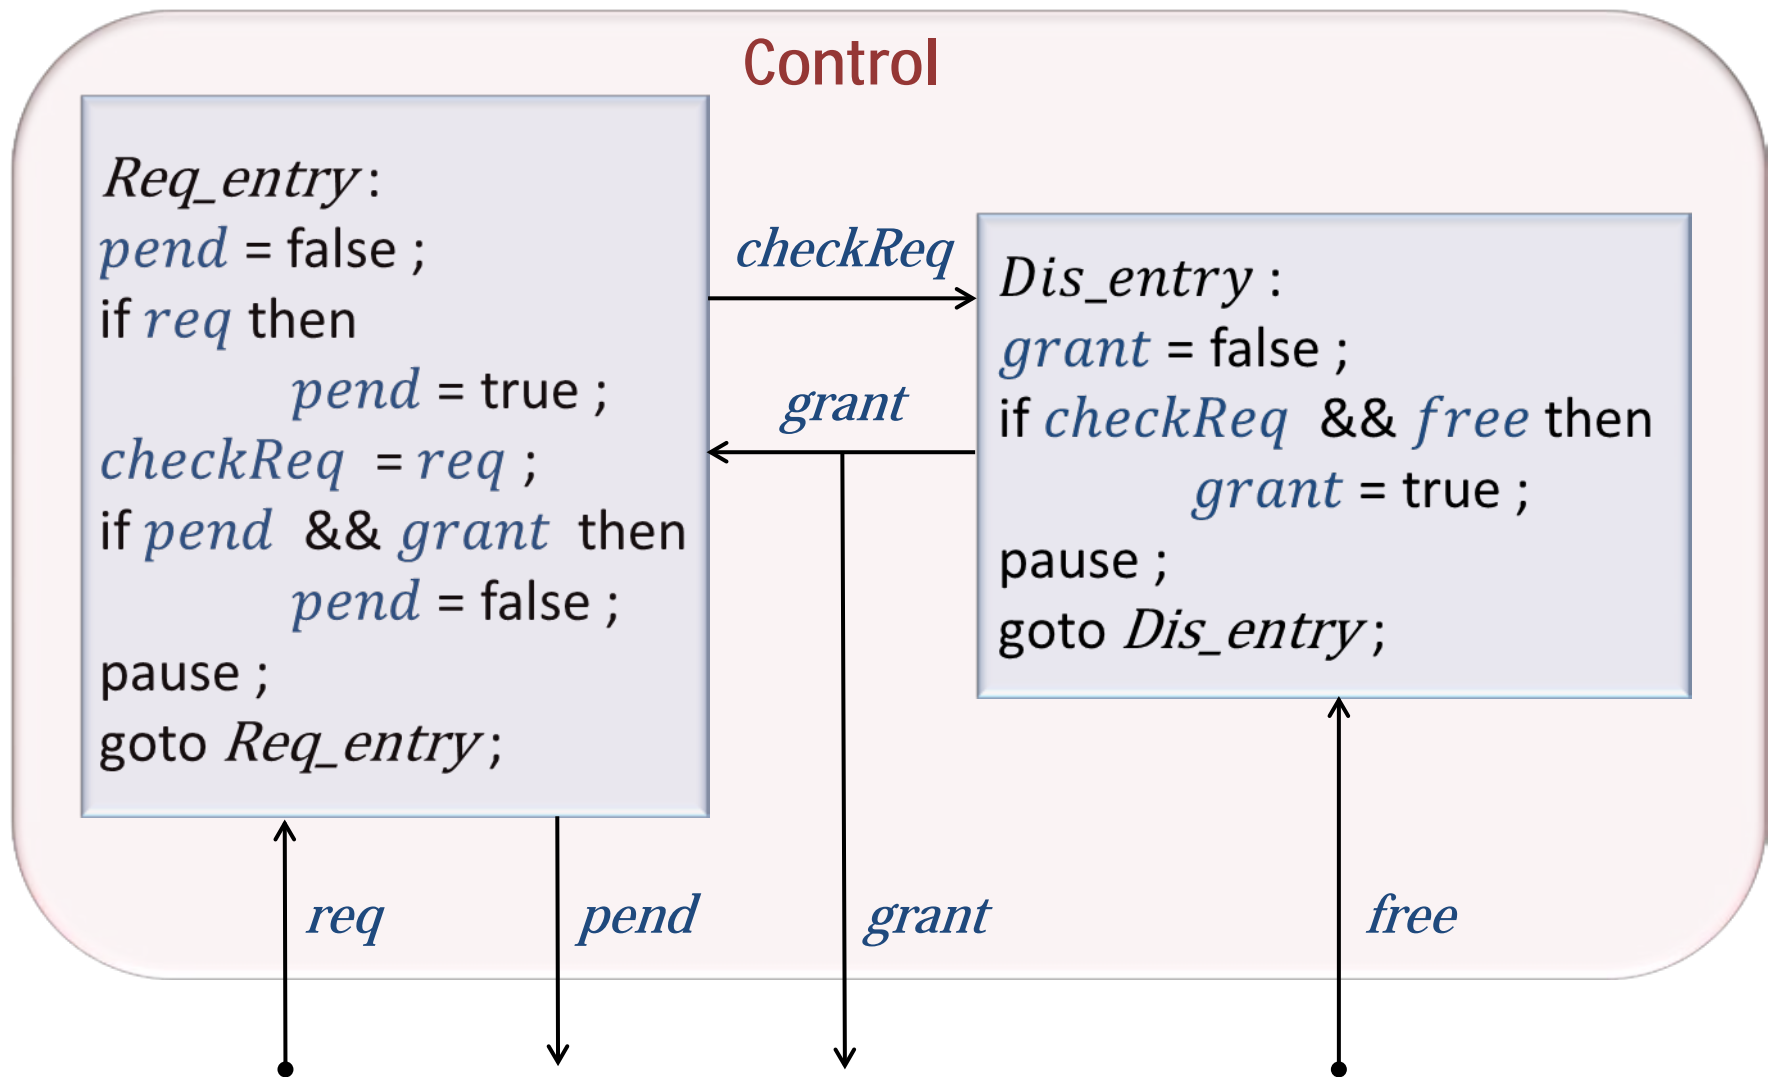 Control
Req_entry :
pend = false ;
if req then
pend = true ;
checkReq = req ;
if pend && grant then
pend = false ;
pause ;
goto Req_entry ;
checkReq
grant
Dis_entry :
grant = false ;
if checkReq && free then
grant = true ;
pause ;
goto Dis_entry ;
req
pend
grant
free